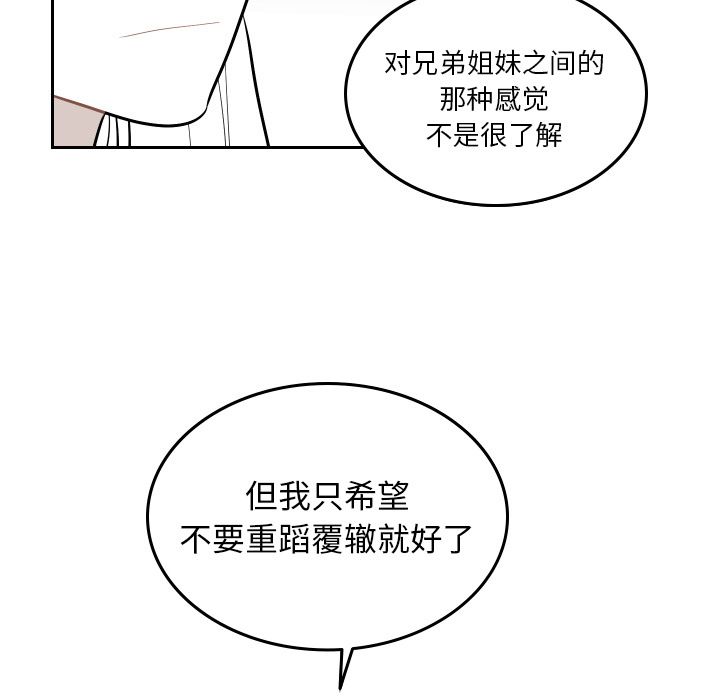 对兄弟姐妹之间的
那种感觉
不是很了解
但我只希望
不要重蹈覆辙就好了